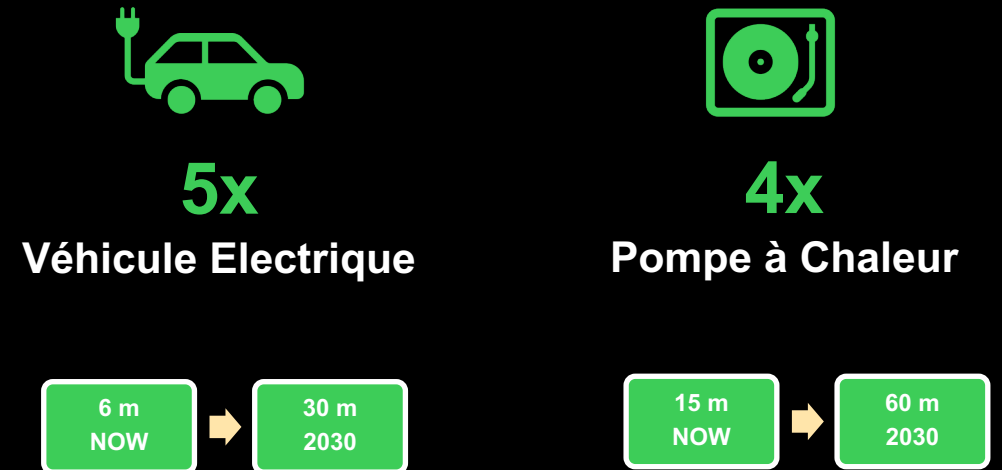 5x
Véhicule Electrique
6 m
NOW
30 m
2030
4x
Pompe à Chaleur
15 m
NOW
60 m
2030